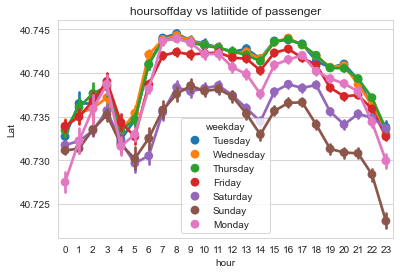 hoursoffday vs latiitide of passenger
Lat
40.745
40.740
40.735
40.730
40.725
weekday
Tuesday
Wednesday
Thursday
Friday
Saturday
Sunday
Monday
0 1 2 3 4 5 6 7 8 9 10 11 12 13 14 15 16 17 18 19 20 21 22 23
hour